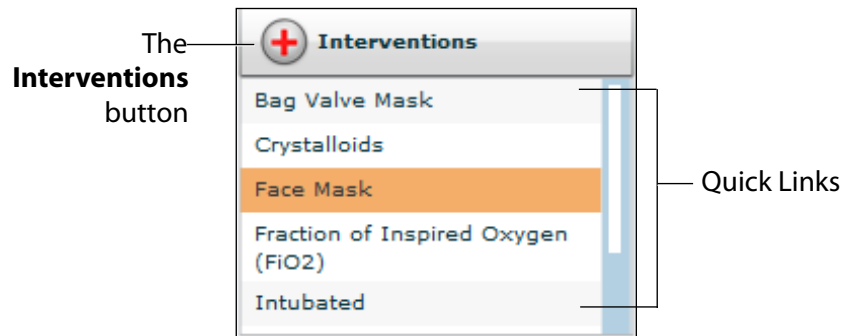 The
Interventions
button
Interventions
Bag Valve Mask
Crystalloids
Face Mask
Fraction of Inspired Oxygen
(FiO2)
Intubated
Quick Links